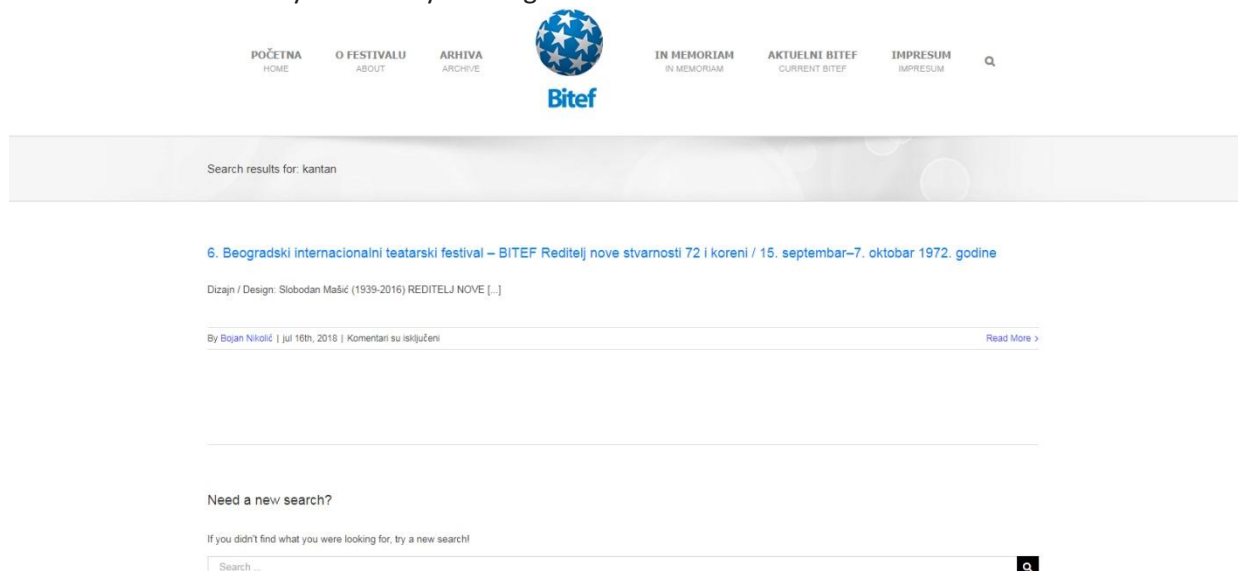 POČETNA
HOME
O FESTIVALU
ABOUT
ARHIVA
ARCHIVE
Bitef
IN MEMORIAM
IN MEMORIAM
AKTUELNI BITEF
CURRENT BITEF
IMPRESUM
IMPRESUM
Search results for: kantan
6. Beogradski internacionalni teatarski festival – BITEF Reditelj nove stvarnosti 72 i koreni / 15. septembar–7. oktobar 1972. godine
Dizajn / Design: Slobodan Mašić (1939-2016) REDITELJ NOVE [...]
By Bojan Nikolić | jul 16th, 2018 | Komentari su isključeni
Read More >
Need a new search?
If you didn't find what you were looking for, try a new search!
Search ...